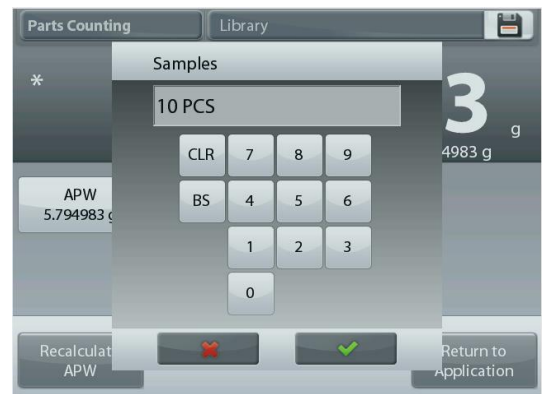 Parts Counting
Library
Samples
*
3
g
10 PCS
4983 g
CLR 7 8 9
APW
5.794983 g
BS 4 5 6
1 2 3
0
Recalculat
APW
Return to
Application